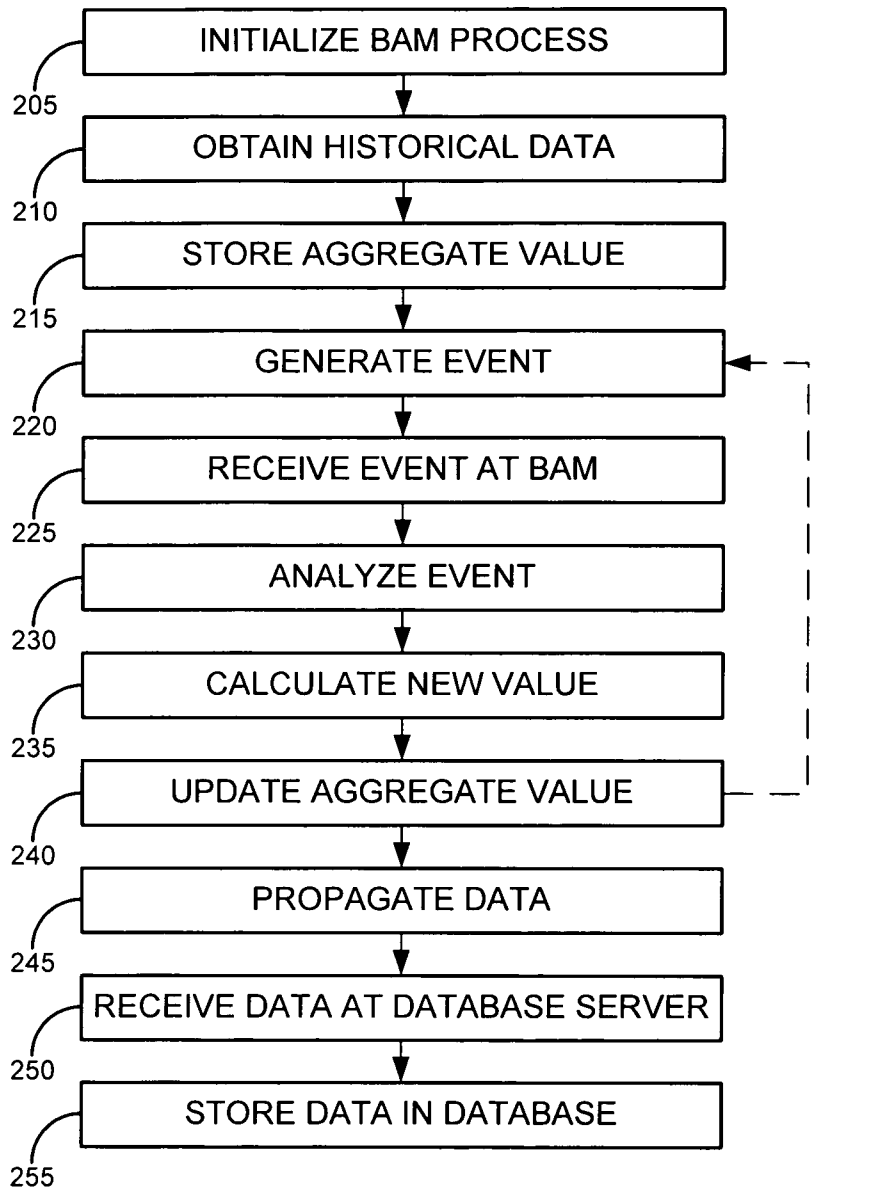 INITIALIZE BAM PROCESS
205
OBTAIN HISTORICAL DATA
210
STORE AGGREGATE VALUE
215
GENERATE EVENT
220
RECEIVE EVENT AT BAM
225
ANALYZE EVENT
230
CALCULATE NEW VALUE
235
UPDATE AGGREGATE VALUE
240
PROPAGATE DATA
245
RECEIVE DATA AT DATABASE SERVER
250
STORE DATA IN DATABASE
255